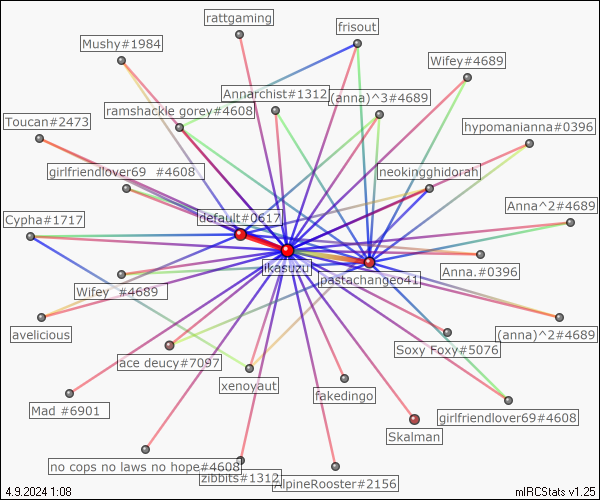 rattgaming
frisout
Mushy#1984
Wifey#4689
Annarchist#1312
(anna)^3#4689
ramshackle gorey#4608
Toucan#2473
hypomanianna#0396
girlfriendlover69 #4608
neokingghidorah
Anna^2#4689
default#0617
Cypha#1717
ikasuzu
Anna.#0396
pastachangeo41
Wifey #4689
avelicious
(anna)^2#4689
Soxy Foxy#5076
ace deucy#7097
xenoyaut
fakedingo
Mad #6901
girlfriendlover69#4608
Skalman
no cops no laws no hope#4608
zibbits#1312
AlpineRooster#2156
4.9.2024 1:08
mIRCStats v1.25